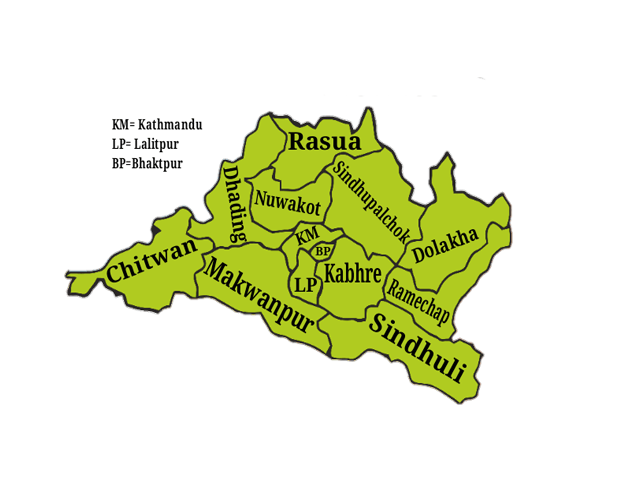 KM= Kathmandu
LP= Lalitpur
BP=Bhaktpur
Rasua
Sindhupalchok
Dhading
Nuwakot
Dolakha
KM
BP
Chitwan
Kabhre
LP
Makwanpur
Ramechap
Sindhuli